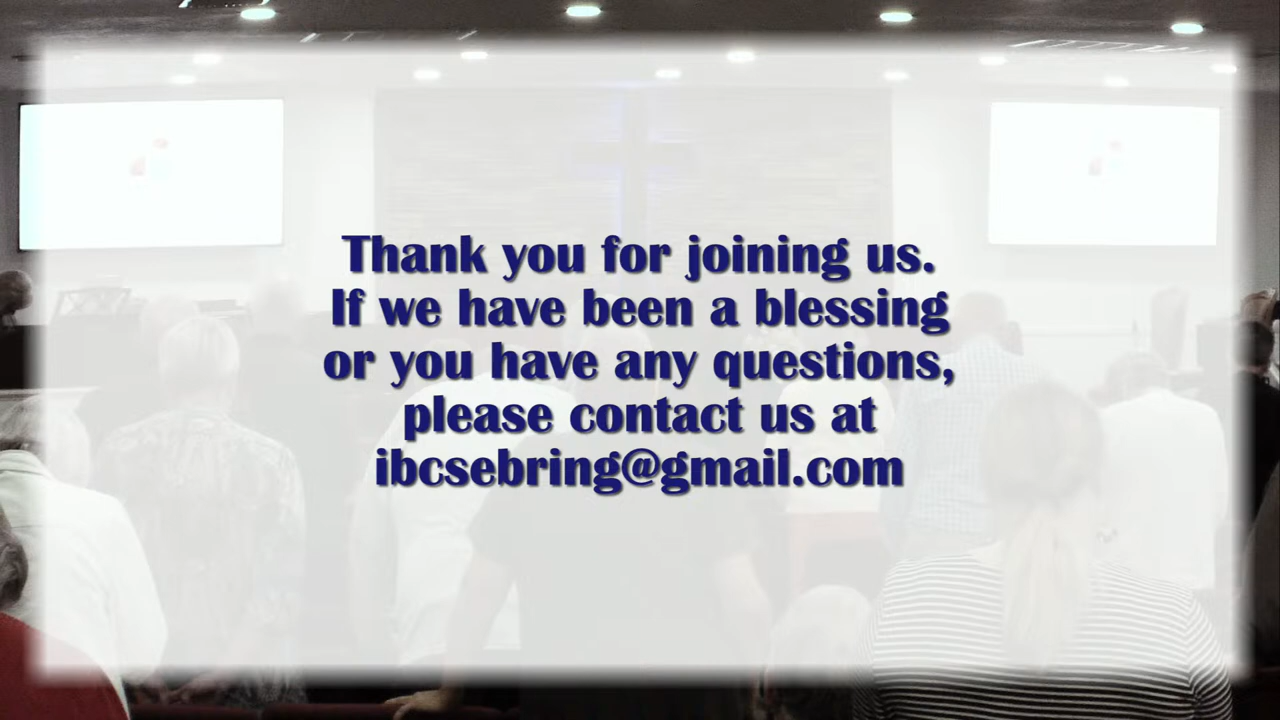 Thank you for joining us.
If we have been a blessing
or you have any questions,
please contact us at
ibcsebring@gmail.com